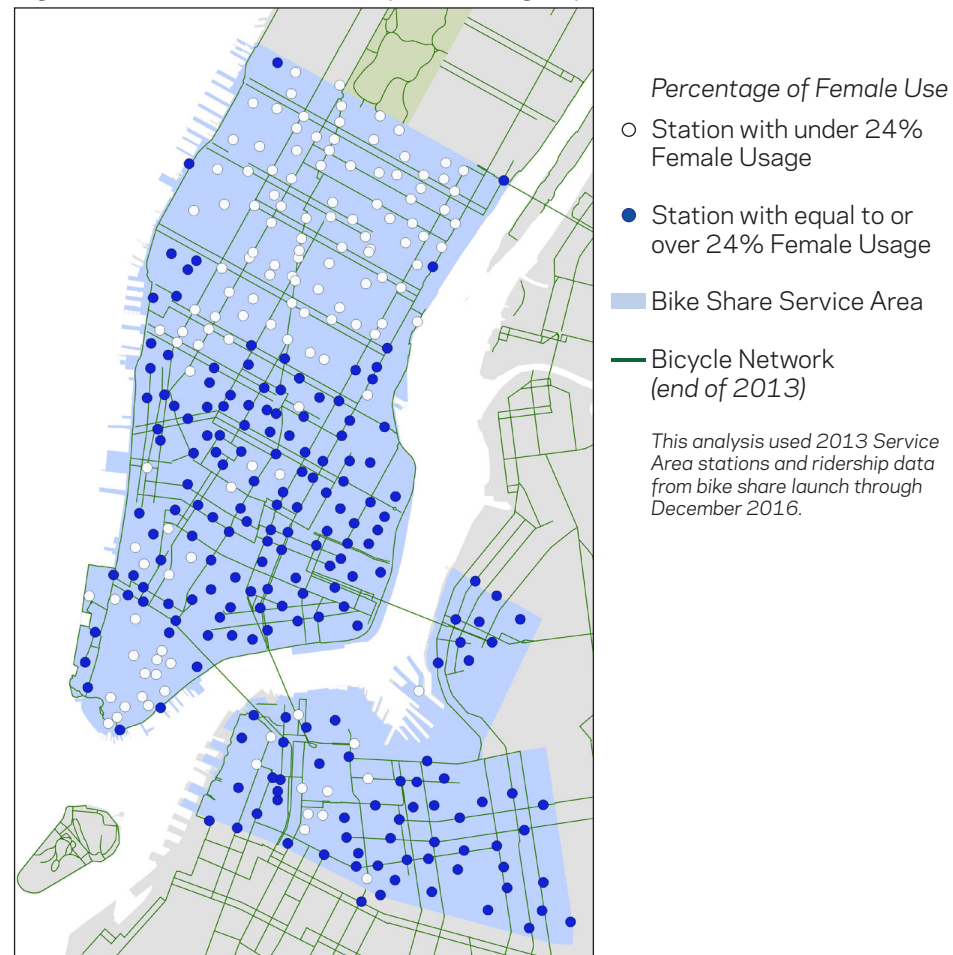 Percentage of Female Use
Station with under 24%
Female Usage
Station with equal to or
over 24% Female Usage
Bike Share Service Area
Bicycle Network
(end of 2013)
This analysis used 2013 Service
Area stations and ridership data
from bike share launch through
December 2016.